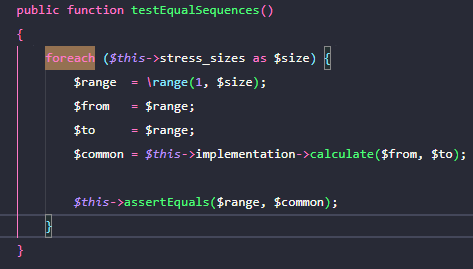 public function testEqualSequences()
{
    foreach ($this->stress_sizes as $size) {
        $range  = \range(1, $size);
        $from   = $range;
        $to     = $range;
        $common = $this->implementation->calculate($from, $to);

        $this->assertEquals($range, $common);
    }
}